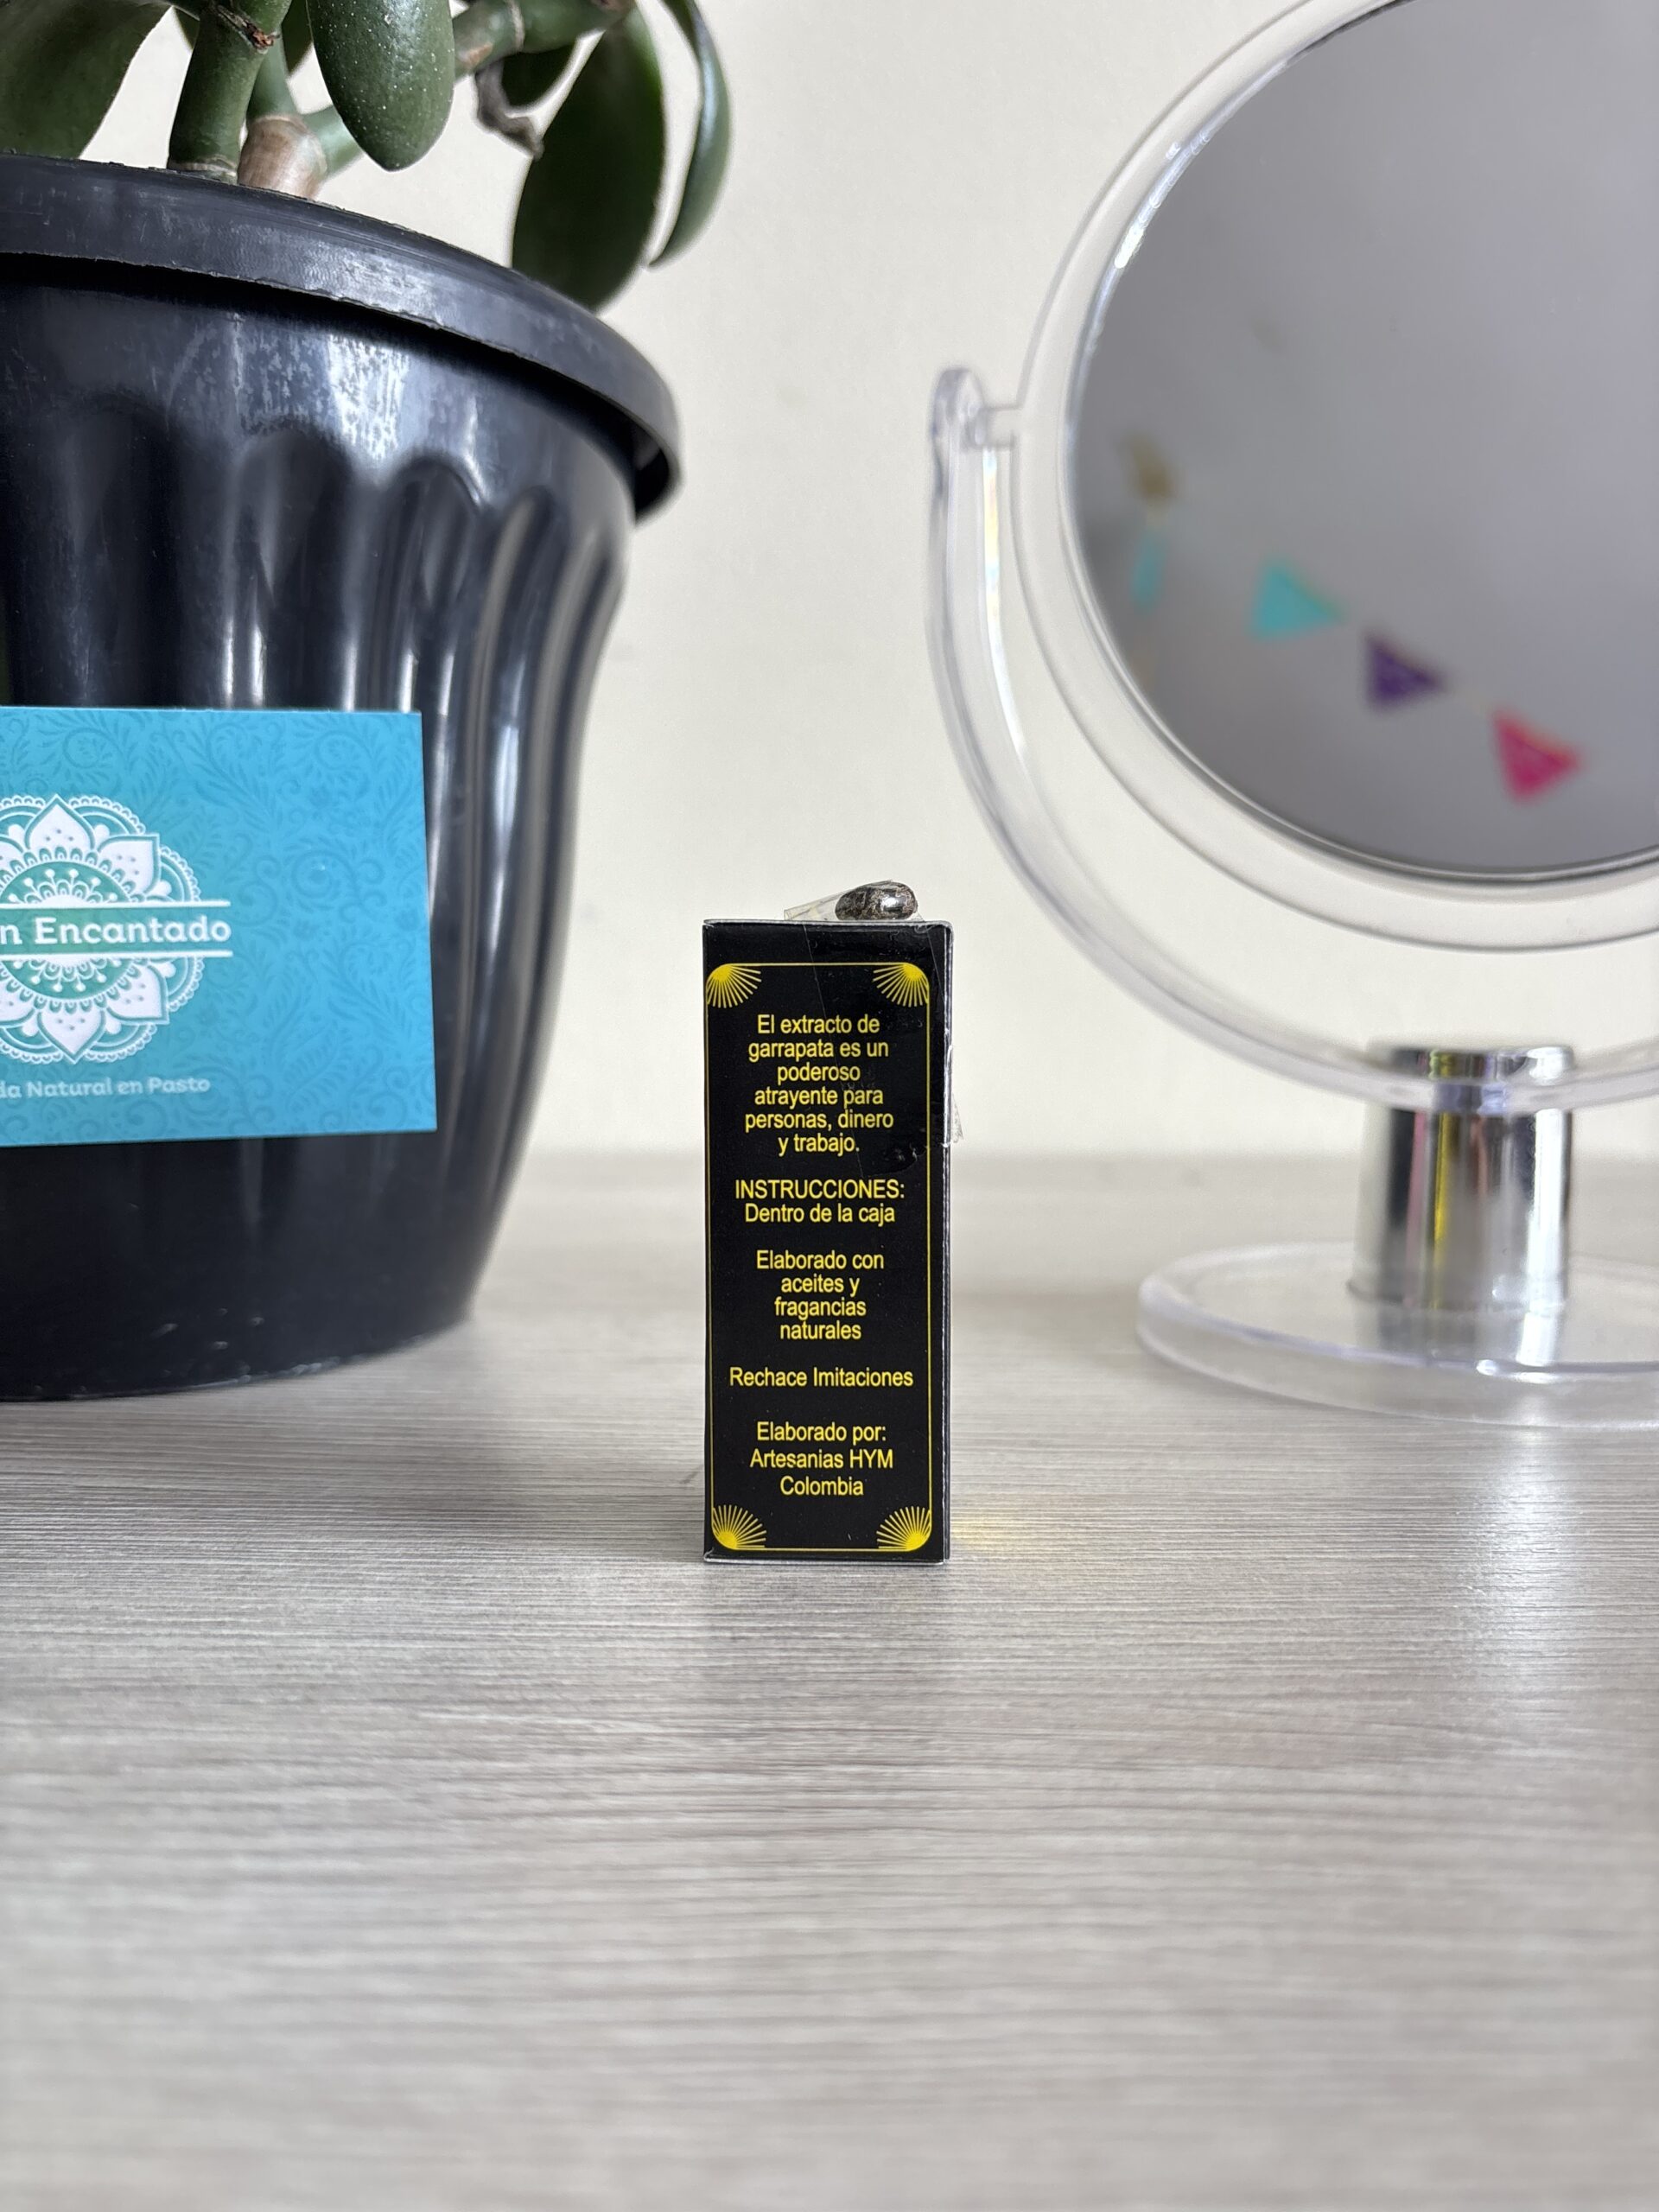 Encantado
Natural en Pasto
El extracto de
garrapata es un
poderoso
atrayente para
personas, dinero
y trabajo.
INSTRUCCIONES:
Dentro de la caja
Elaborado con
aceites y
fragancias
naturales
Rechace Imitaciones
Elaborado por:
Artesanias HYM
Colombia